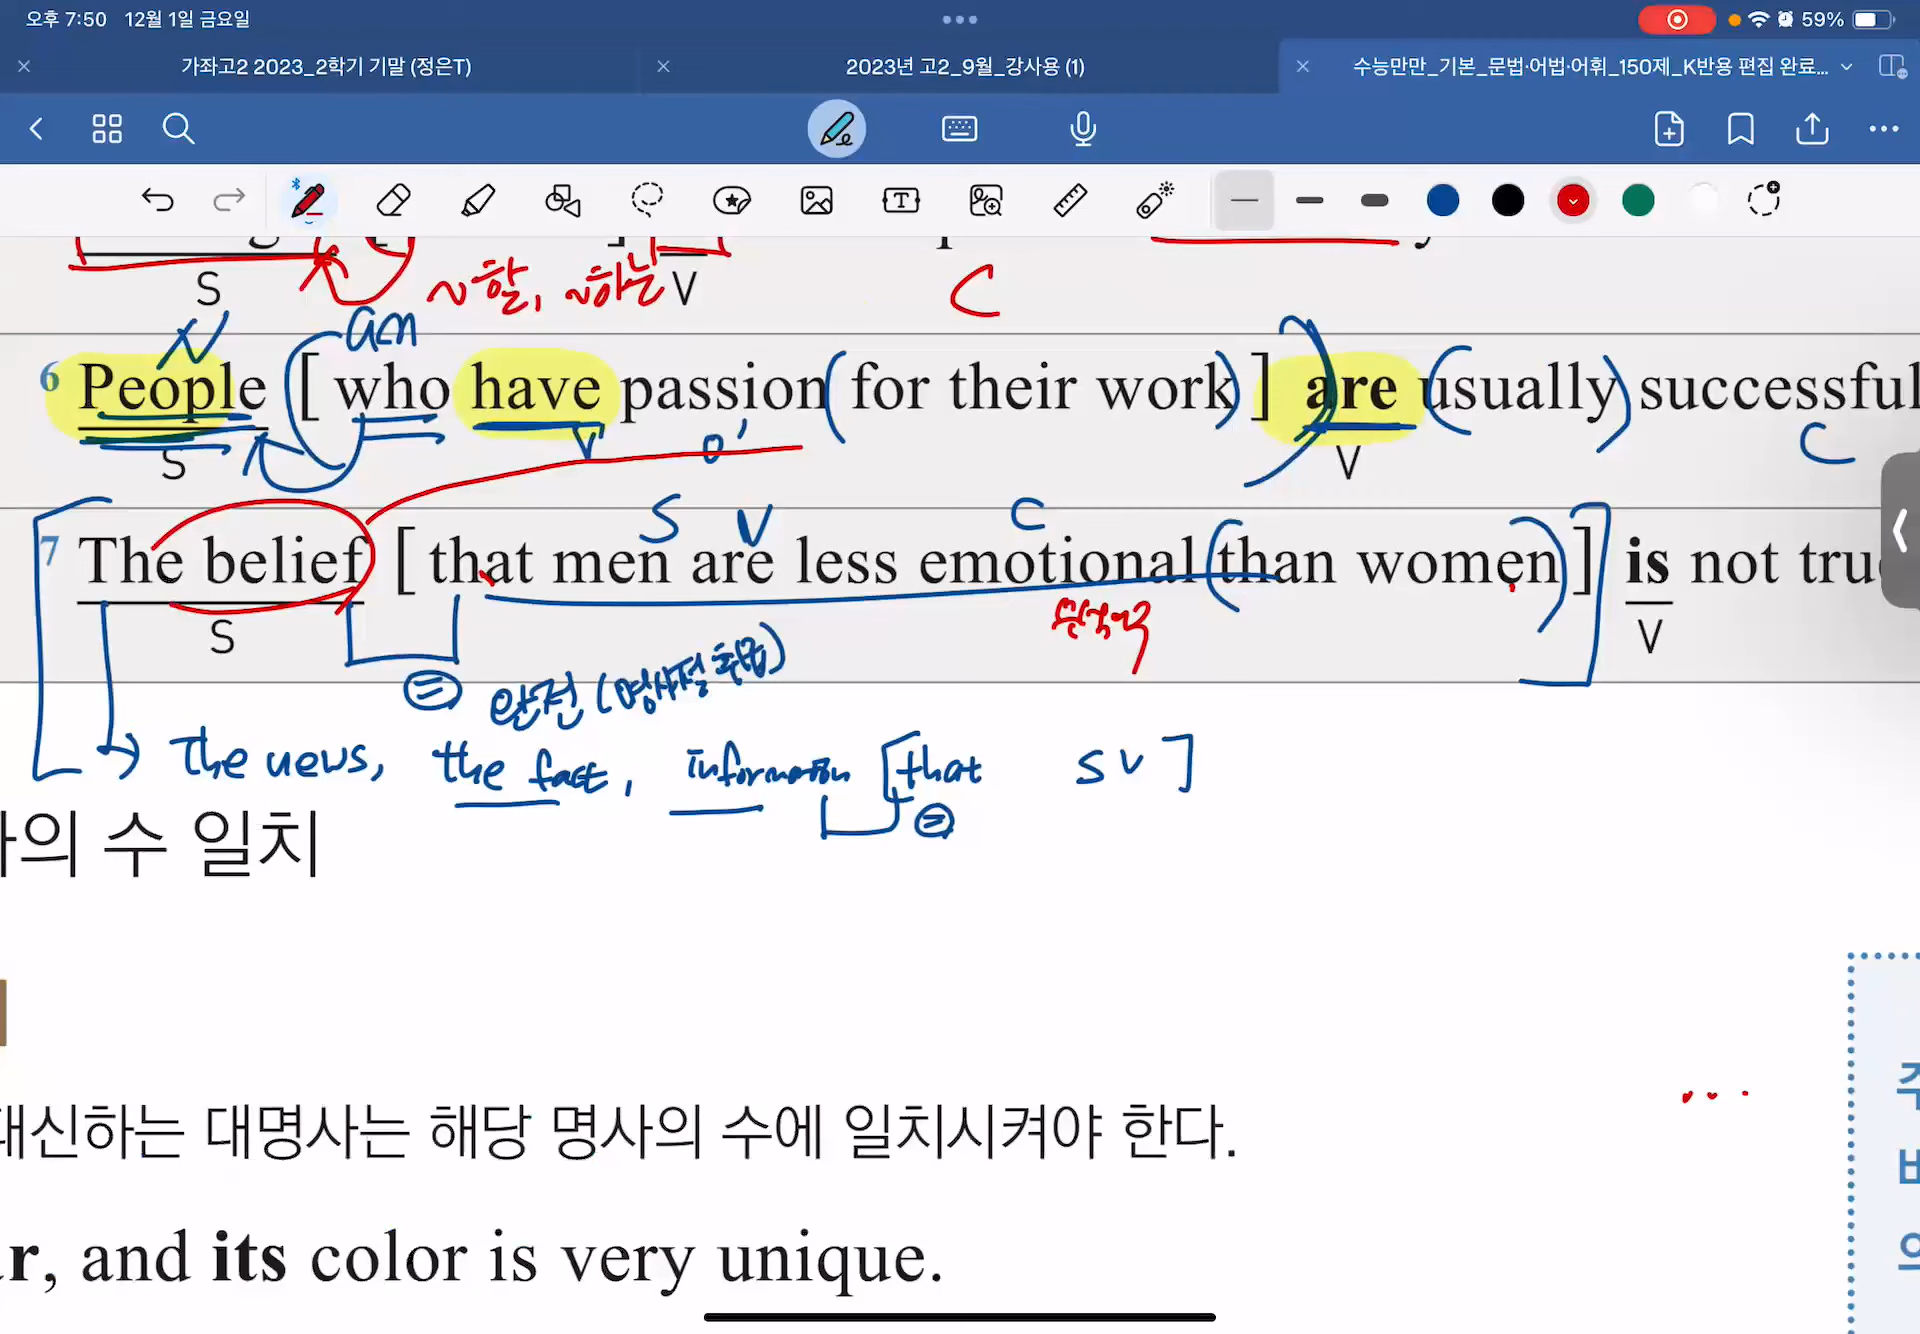 오후 7:50 12월 1일 금요일 59%
가좌고2 2023_2학기 기말 (정은T) 2023년 고2_9월_강사용 (1) 수능만만_기본_문법·어법·어휘_150제_K반용 편집 완료...
S ~할, ~하는 V C
N
6 People [ who have passion (for their work) ] are (usually) successful
S V' o' V C
S V C
7 The belief [ that men are less emotional (than women) ] is not tru
S V
= 완전 (명사절 취급)
→ The news, the fact, information [that S V]
=
의 수 일치
대신하는 대명사는 해당 명사의 수에 일치시켜야 한다.
r, and its color is very unique.